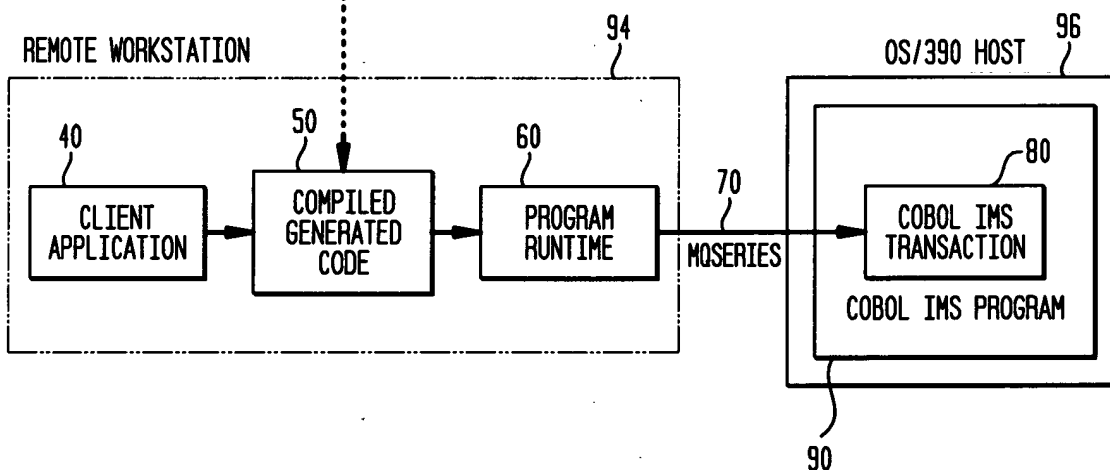 REMOTE WORKSTATION
94
OS/390 HOST
96
40
CLIENT
APPLICATION
50
COMPILED
GENERATED
CODE
60
PROGRAM
RUNTIME
70
MQSERIES
80
COBOL IMS
TRANSACTION
COBOL IMS PROGRAM
90